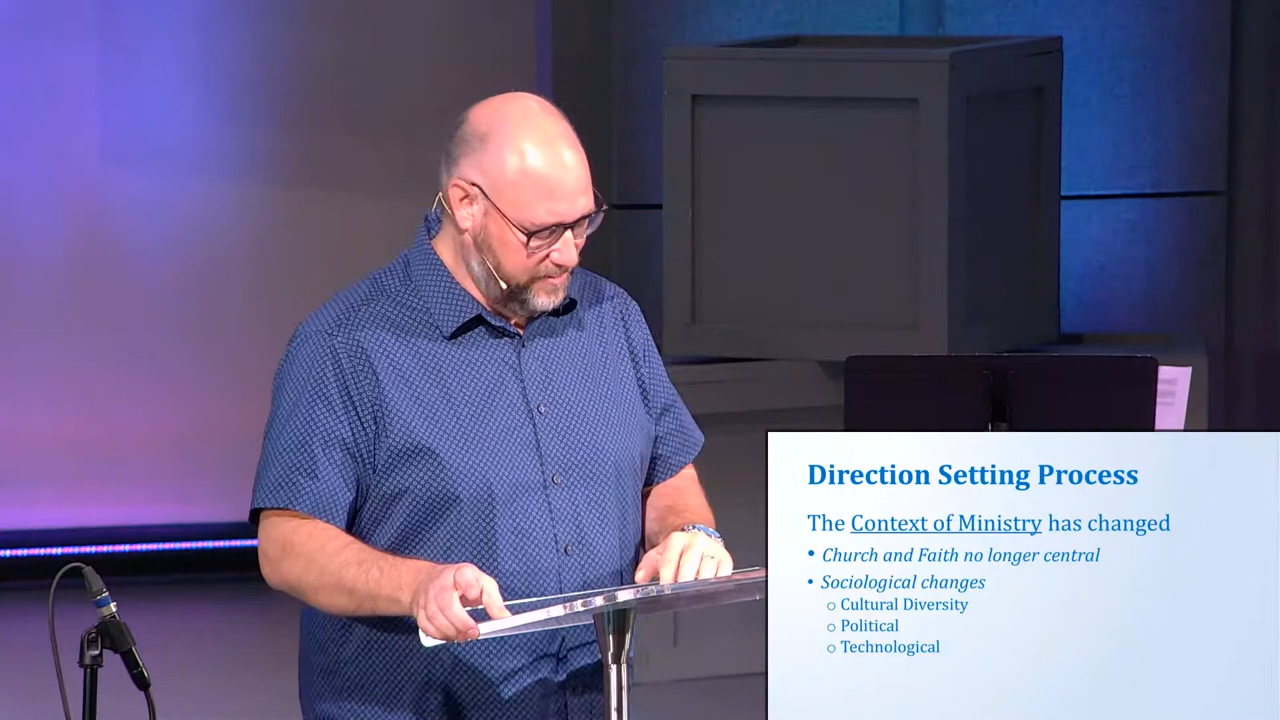 Direction Setting Process
The Context of Ministry has changed
• Church and Faith no longer central
• Sociological changes
○ Cultural Diversity
○ Political
○ Technological